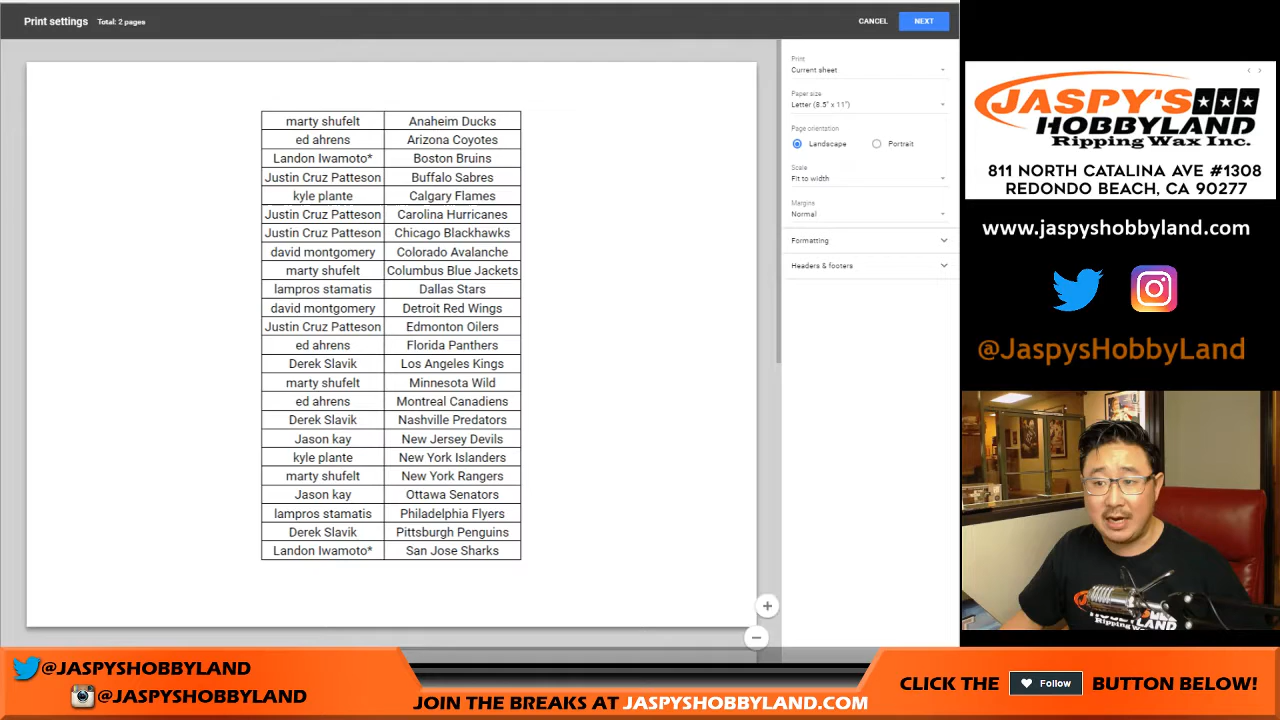 Print settings Total: 2 pages
CANCEL NEXT
marty shufelt Anaheim Ducks
ed ahrens Arizona Coyotes
Landon Iwamoto* Boston Bruins
Justin Cruz Patteson Buffalo Sabres
kyle plante Calgary Flames
Justin Cruz Patteson Carolina Hurricanes
Justin Cruz Patteson Chicago Blackhawks
david montgomery Colorado Avalanche
marty shufelt Columbus Blue Jackets
lampros stamatis Dallas Stars
david montgomery Detroit Red Wings
Justin Cruz Patteson Edmonton Oilers
ed ahrens Florida Panthers
Derek Slavik Los Angeles Kings
marty shufelt Minnesota Wild
ed ahrens Montreal Canadiens
Derek Slavik Nashville Predators
Jason kay New Jersey Devils
kyle plante New York Islanders
marty shufelt New York Rangers
Jason kay Ottawa Senators
lampros stamatis Philadelphia Flyers
Derek Slavik Pittsburgh Penguins
Landon Iwamoto* San Jose Sharks
Print
Current sheet
Paper size
Letter (8.5" x 11")
Page orientation
Landscape Portrait
Scale
Fit to width
Margins
Normal
Formatting
Headers & footers
JASPY'S
HOBBYLAND
Ripping Wax Inc.
811 NORTH CATALINA AVE #1308
REDONDO BEACH, CA 90277
www.jaspyshobbyland.com
@JaspysHobbyLand
HOBBYLAND
@JASPYSHOBBYLAND
@JASPYSHOBBYLAND
JOIN THE BREAKS AT JASPYSHOBBYLAND.COM
CLICK THE Follow BUTTON BELOW!